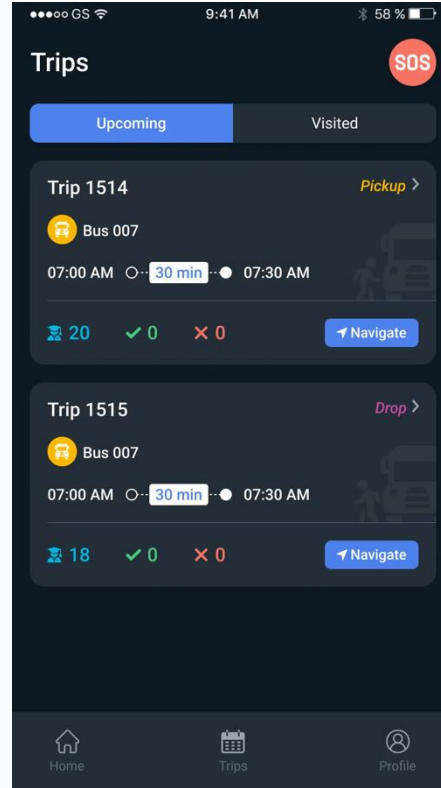 GS 9:41 AM 58 %
Trips SOS
Upcoming Visited
Trip 1514 Pickup >
Bus 007
07:00 AM 30 min 07:30 AM
20 0 0 Navigate
Trip 1515 Drop >
Bus 007
07:00 AM 30 min 07:30 AM
18 0 0 Navigate
Home Trips Profile